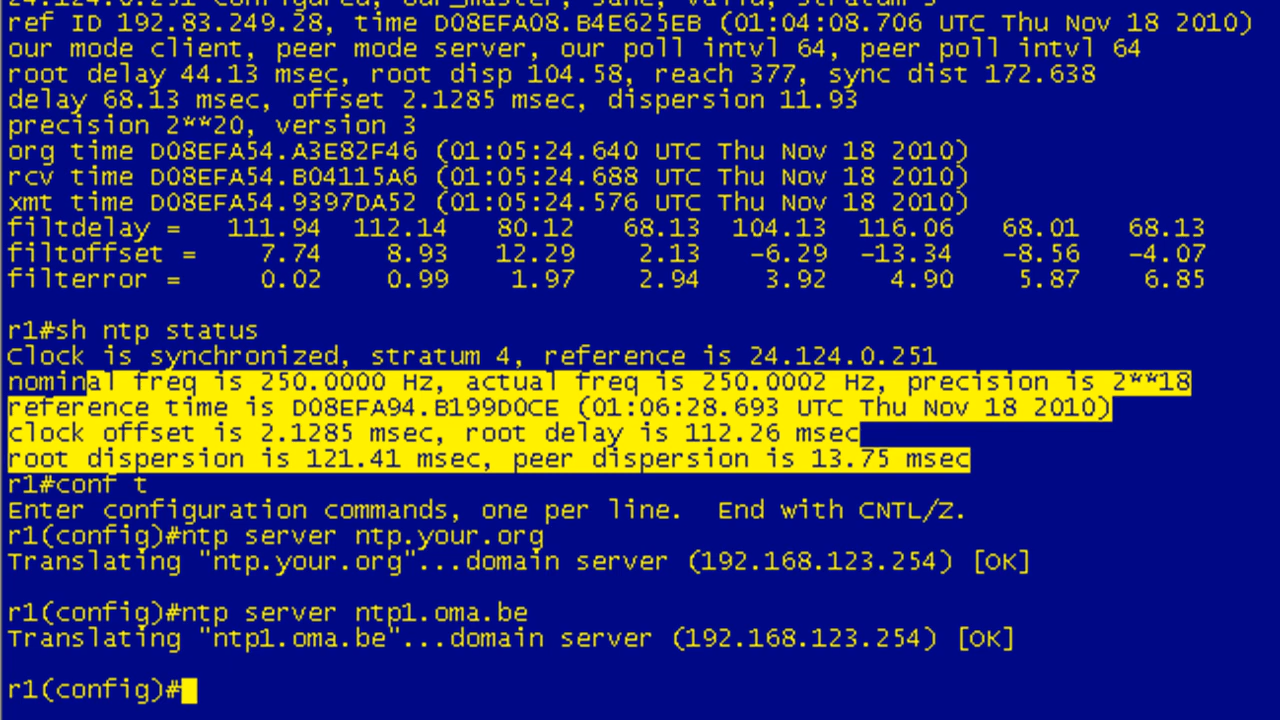 24.124.0.251 configured, our_master, sane, valid, stratum 3
ref ID 192.83.249.28, time D08EFA08.B4E625EB (01:04:08.706 UTC Thu Nov 18 2010)
our mode client, peer mode server, our poll intvl 64, peer poll intvl 64
root delay 44.13 msec, root disp 104.58, reach 377, sync dist 172.638
delay 68.13 msec, offset 2.1285 msec, dispersion 11.93
precision 2**20, version 3
org time D08EFA54.A3E82F46 (01:05:24.640 UTC Thu Nov 18 2010)
rcv time D08EFA54.B04115A6 (01:05:24.688 UTC Thu Nov 18 2010)
xmt time D08EFA54.9397DA52 (01:05:24.576 UTC Thu Nov 18 2010)
filtdelay = 111.94 112.14 80.12 68.13 104.13 116.06 68.01 68.13
filtoffset = 7.74 8.93 12.29 2.13 -6.29 -13.34 -8.56 -4.07
filterror = 0.02 0.99 1.97 2.94 3.92 4.90 5.87 6.85
r1#sh ntp status
Clock is synchronized, stratum 4, reference is 24.124.0.251
nominal freq is 250.0000 Hz, actual freq is 250.0002 Hz, precision is 2**18
reference time is D08EFA94.B199D0CE (01:06:28.693 UTC Thu Nov 18 2010)
clock offset is 2.1285 msec, root delay is 112.26 msec
root dispersion is 121.41 msec, peer dispersion is 13.75 msec
r1#conf t
Enter configuration commands, one per line. End with CNTL/Z.
r1(config)#ntp server ntp.your.org
Translating "ntp.your.org"...domain server (192.168.123.254) [OK]
r1(config)#ntp server ntp1.oma.be
Translating "ntp1.oma.be"...domain server (192.168.123.254) [OK]
r1(config)#